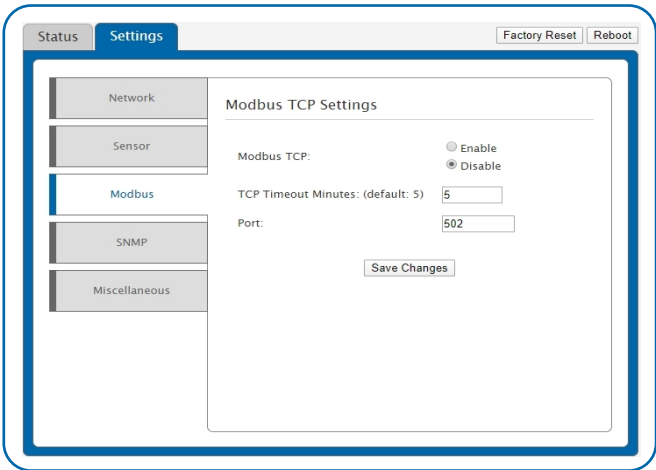 Status Settings Factory Reset Reboot
Network
Sensor
Modbus
SNMP
Miscellaneous
Modbus TCP Settings
Modbus TCP: Enable
Disable
TCP Timeout Minutes: (default: 5) 5
Port: 502
Save Changes